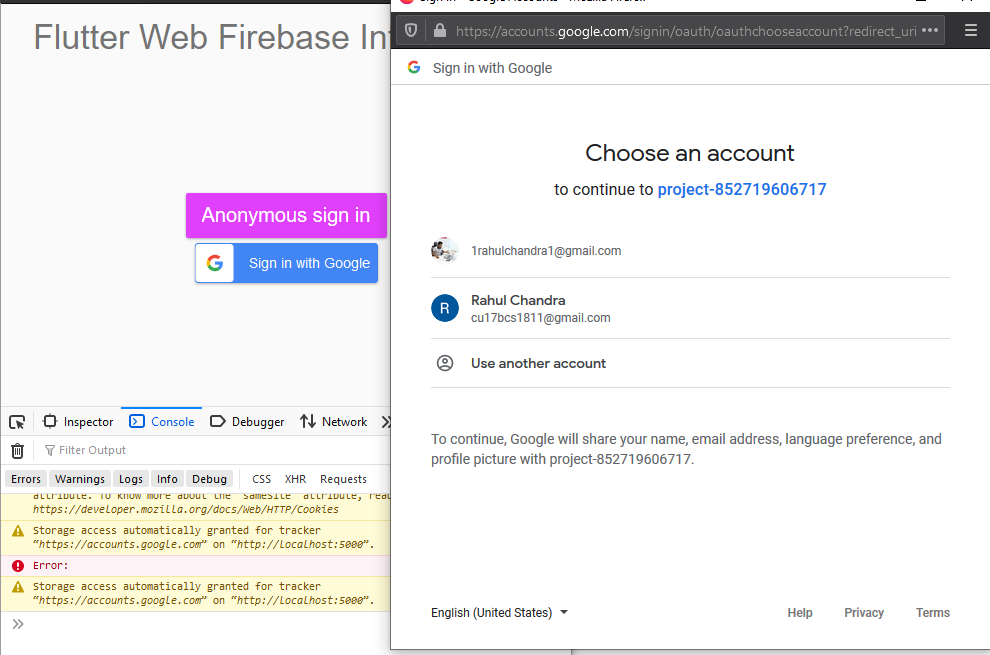 Flutter Web Firebase In
Anonymous sign in
Sign in with Google
Inspector Console Debugger Network
Filter Output
Errors Warnings Logs Info Debug CSS XHR Requests
https://developer.mozilla.org/docs/Web/HTTP/Cookies
Storage access automatically granted for tracker
“https://accounts.google.com” on “http://localhost:5000”.
Error:
Storage access automatically granted for tracker
“https://accounts.google.com” on “http://localhost:5000”.
https://accounts.google.com/signin/oauth/oauthchooseaccount?redirect_uri
Sign in with Google
Choose an account
to continue to project-852719606717
1rahulchandra1@gmail.com
R
Rahul Chandra
cu17bcs1811@gmail.com
Use another account
To continue, Google will share your name, email address, language preference, and
profile picture with project-852719606717.
English (United States)
Help Privacy Terms